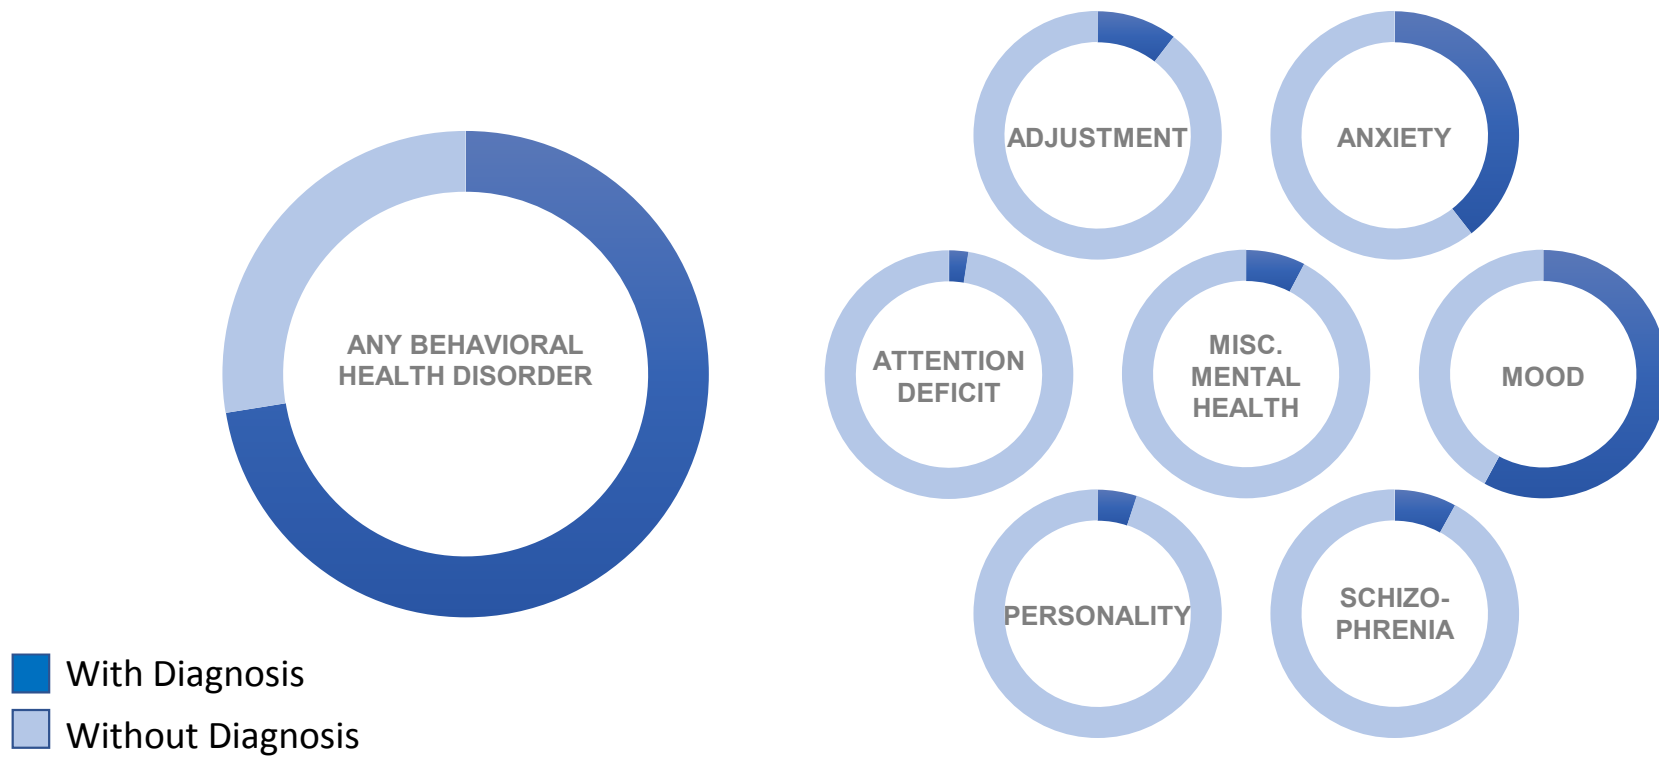 ANY BEHAVIORAL
HEALTH DISORDER
ADJUSTMENT
ANXIETY
ATTENTION
DEFICIT
MISC.
MENTAL
HEALTH
MOOD
PERSONALITY
SCHIZO-
PHRENIA
With Diagnosis
Without Diagnosis